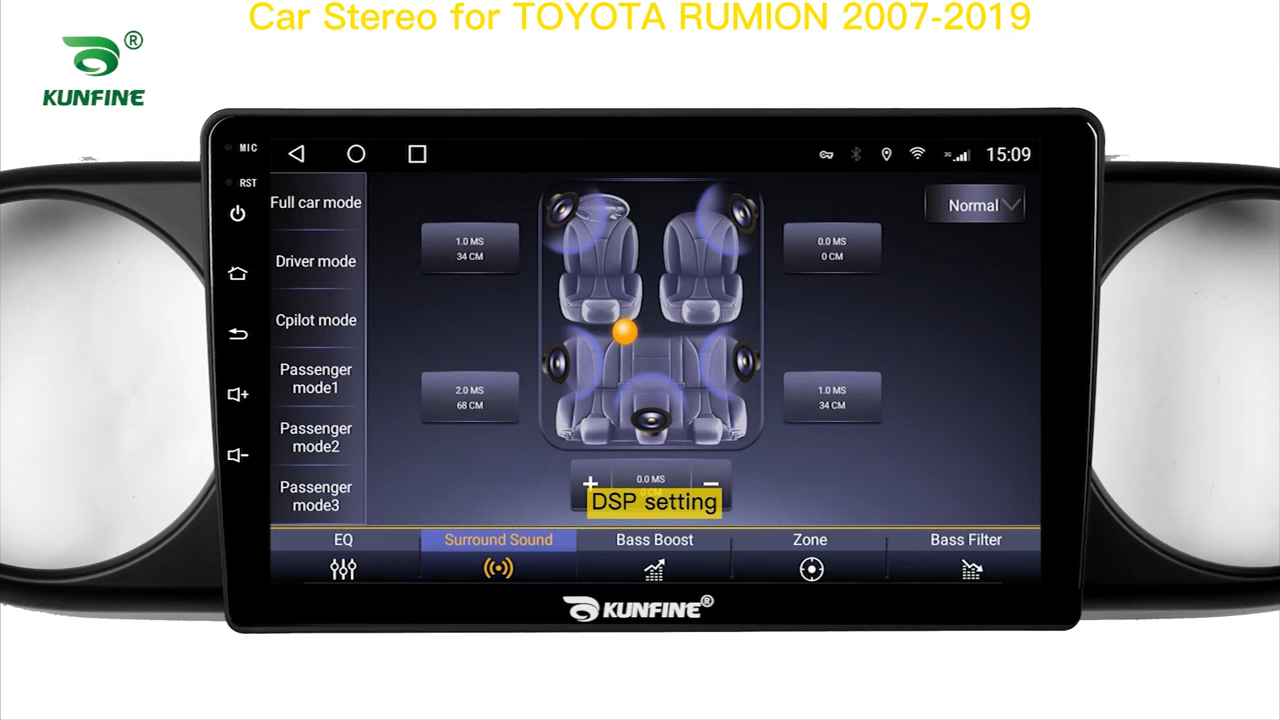 Car Stereo for TOYOTA RUMION 2007-2019
KUNFINE®
MIC
RST
3G
15:09
Full car mode
Driver mode
Cpilot mode
Passenger
mode1
Passenger
mode2
Passenger
mode3
1.0 MS
34 CM
0.0 MS
0 CM
Normal
2.0 MS
68 CM
1.0 MS
34 CM
+
0.0 MS
−
DSP setting
EQ
Surround Sound
Bass Boost
Zone
Bass Filter
KUNFINE®